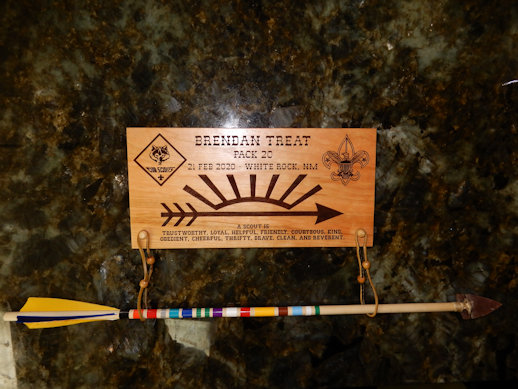 BRENDAN TREAT
PACK 20
21 FEB 2020 - WHITE ROCK, NM
CUB SCOUTS
A SCOUT IS
TRUSTWORTHY, LOYAL, HELPFUL, FRIENDLY, COURTEOUS, KIND,
OBEDIENT, CHEERFUL, THRIFTY, BRAVE, CLEAN, AND REVERENT.